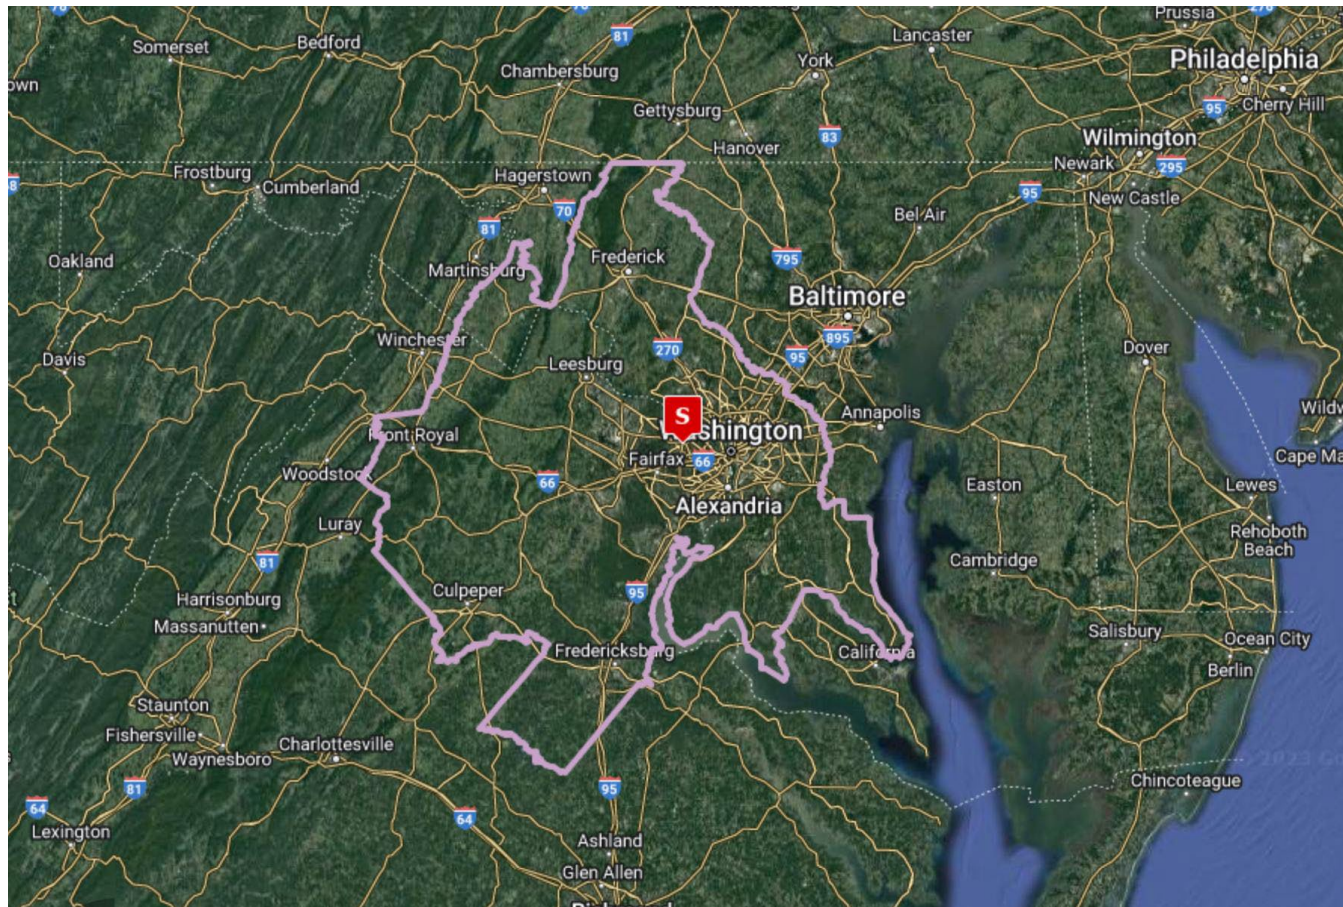 Prussia
Somerset
Bedford
81
Lancaster
York
Philadelphia
Chambersburg
own
Gettysburg
95
Cherry Hill
83
Hanover
Wilmington
Newark
295
Frostburg
Cumberland
Hagerstown
95
New Castle
70
Bel Air
81
Oakland
Martinsburg
Frederick
795
Baltimore
Winchester
895
270
95
Davis
Leesburg
Dover
S
Annapolis
Front Royal
Washington
Fairfax
66
Woodstock
66
Cape Ma
Easton
Lewes
Alexandria
Luray
Rehoboth
Beach
81
Cambridge
Culpeper
95
Harrisonburg
Massanutten
Salisbury
Ocean City
Fredericksburg
California
Berlin
Staunton
Fishersville
Waynesboro
Charlottesville
Chincoteague
81
95
64
64
Lexington
Ashland
Glen Allen